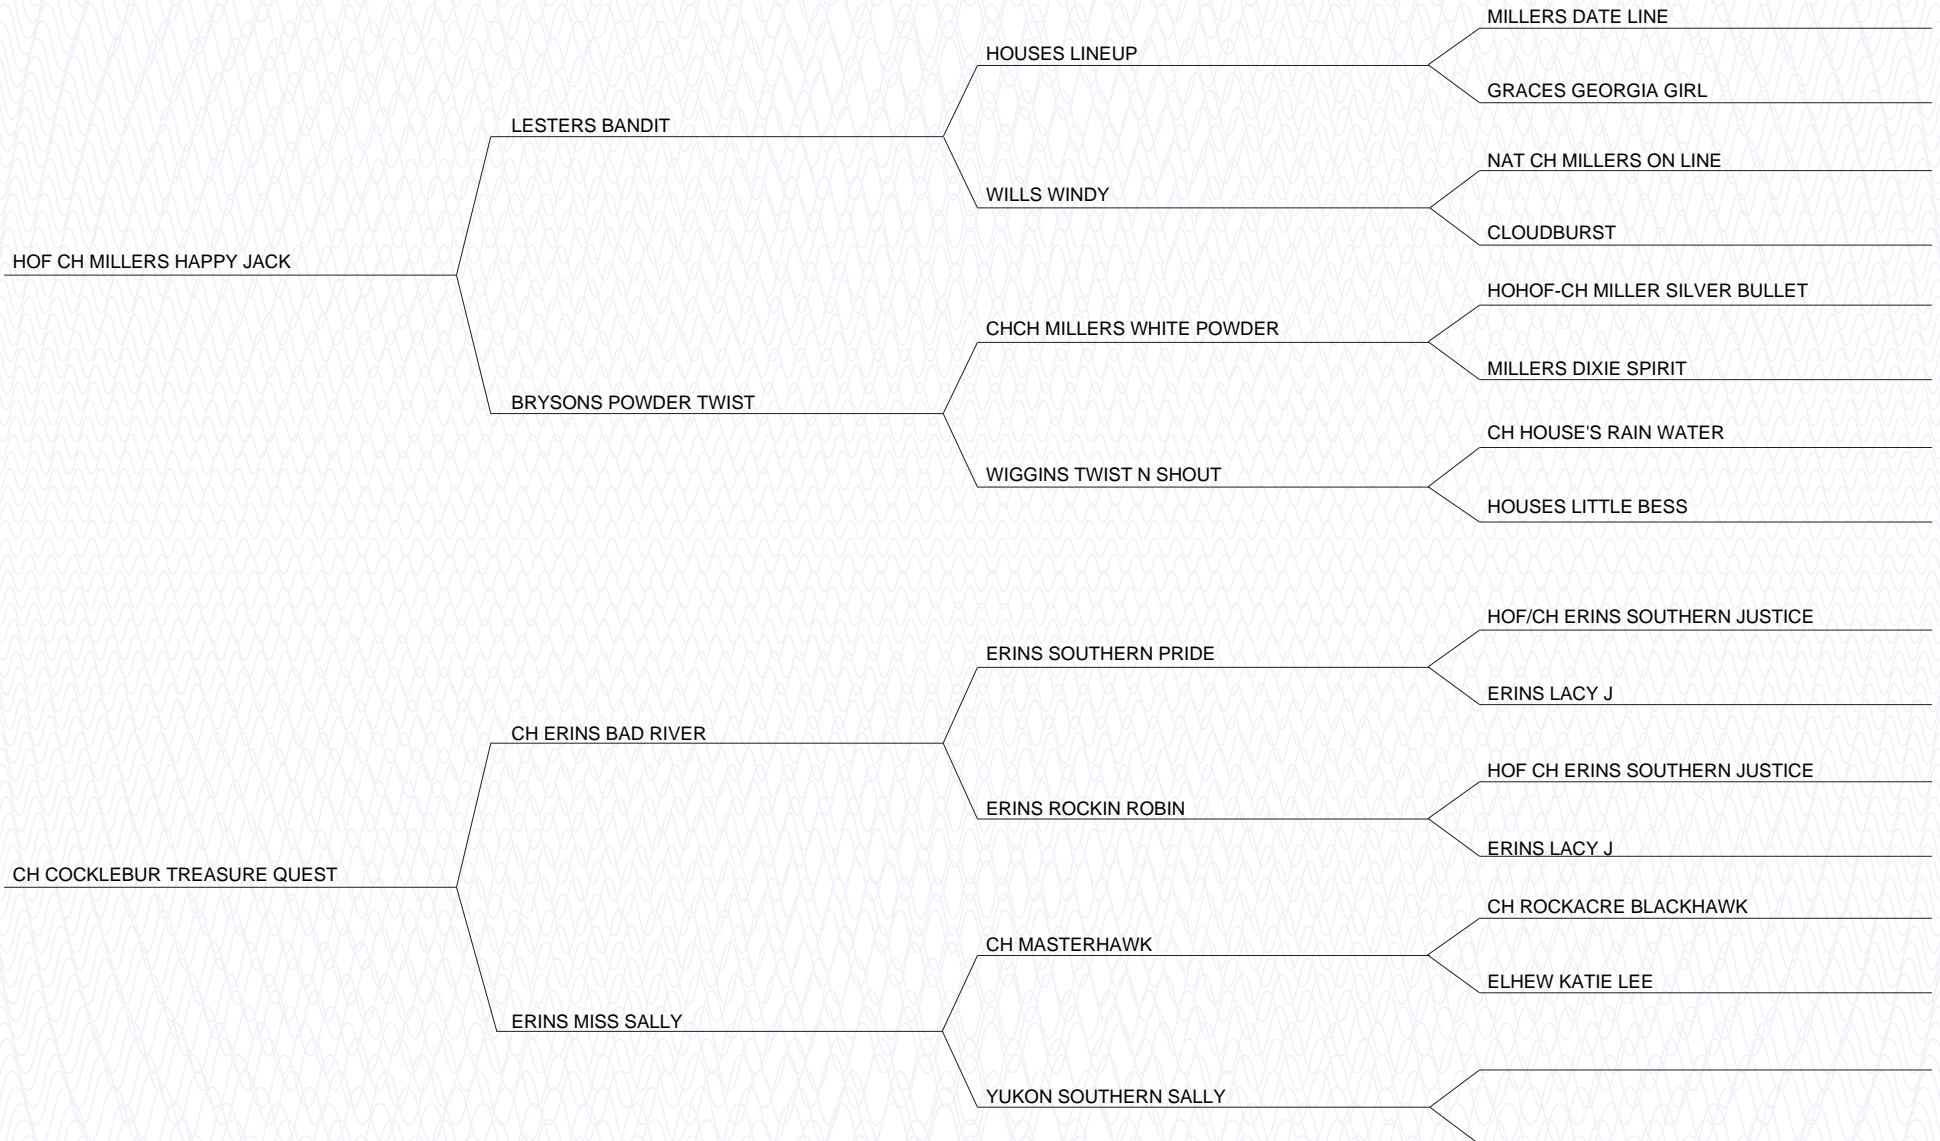 MILLERS DATE LINE
HOUSES LINEUP
GRACES GEORGIA GIRL
LESTERS BANDIT
NAT CH MILLERS ON LINE
WILLS WINDY
CLOUDBURST
HOF CH MILLERS HAPPY JACK
HOHOF-CH MILLER SILVER BULLET
CHCH MILLERS WHITE POWDER
MILLERS DIXIE SPIRIT
BRYSONS POWDER TWIST
CH HOUSE'S RAIN WATER
WIGGINS TWIST N SHOUT
HOUSES LITTLE BESS
HOF/CH ERINS SOUTHERN JUSTICE
ERINS SOUTHERN PRIDE
ERINS LACY J
CH ERINS BAD RIVER
HOF CH ERINS SOUTHERN JUSTICE
ERINS ROCKIN ROBIN
ERINS LACY J
CH COCKLEBUR TREASURE QUEST
CH ROCKACRE BLACKHAWK
CH MASTERHAWK
ELHEW KATIE LEE
ERINS MISS SALLY
YUKON SOUTHERN SALLY